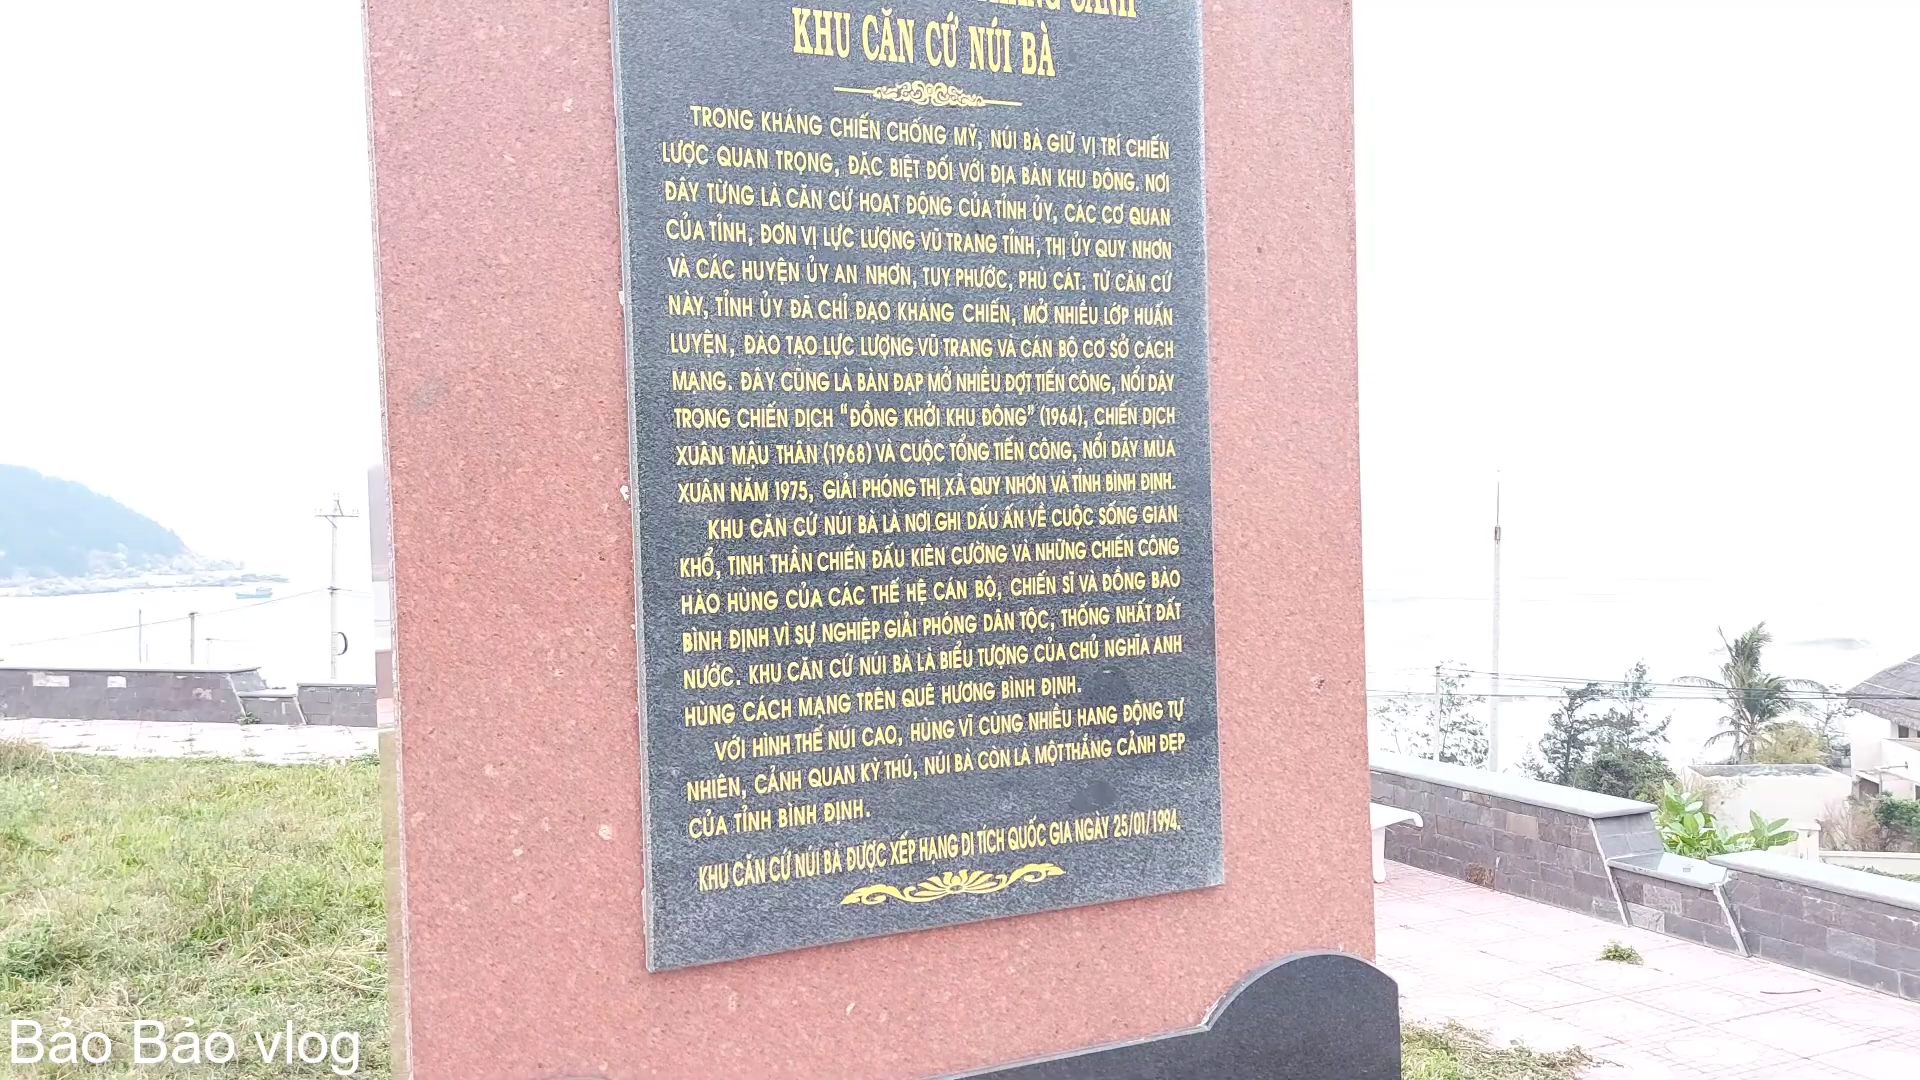 CẢNH
KHU CĂN CỨ NÚI BÀ
TRONG KHÁNG CHIẾN CHỐNG MỸ, NÚI BÀ GIỮ VỊ TRÍ CHIẾN
LƯỢC QUAN TRỌNG, ĐẶC BIỆT ĐỐI VỚI ĐỊA BÀN KHU ĐÔNG. NƠI
ĐÂY TỪNG LÀ CĂN CỨ HOẠT ĐỘNG CỦA TỈNH ỦY, CÁC CƠ QUAN
CỦA TỈNH, ĐƠN VỊ LỰC LƯỢNG VŨ TRANG TỈNH, THỊ ỦY QUY NHƠN
VÀ CÁC HUYỆN ỦY AN NHƠN, TUY PHƯỚC, PHÙ CÁT. TỪ CĂN CỨ
NÀY, TỈNH ỦY ĐÃ CHỈ ĐẠO KHÁNG CHIẾN, MỞ NHIỀU LỚP HUẤN
LUYỆN, ĐÀO TẠO LỰC LƯỢNG VŨ TRANG VÀ CÁN BỘ CƠ SỞ CÁCH
MẠNG. ĐÂY CŨNG LÀ BÀN ĐẠP MỞ NHIỀU ĐỢT TIẾN CÔNG, NỔI DẬY
TRONG CHIẾN DỊCH "ĐỒNG KHỞI KHU ĐÔNG" (1964), CHIẾN DỊCH
XUÂN MẬU THÂN (1968) VÀ CUỘC TỔNG TIẾN CÔNG, NỔI DẬY MÙA
XUÂN NĂM 1975, GIẢI PHÓNG THỊ XÃ QUY NHƠN VÀ TỈNH BÌNH ĐỊNH.
KHU CĂN CỨ NÚI BÀ LÀ NƠI GHI DẤU ẤN VỀ CUỘC SỐNG GIAN
KHỔ, TINH THẦN CHIẾN ĐẤU KIÊN CƯỜNG VÀ NHỮNG CHIẾN CÔNG
HÀO HÙNG CỦA CÁC THẾ HỆ CÁN BỘ, CHIẾN SĨ VÀ ĐỒNG BÀO
BÌNH ĐỊNH VÌ SỰ NGHIỆP GIẢI PHÓNG DÂN TỘC, THỐNG NHẤT ĐẤT
NƯỚC. KHU CĂN CỨ NÚI BÀ LÀ BIỂU TƯỢNG CỦA CHỦ NGHĨA ANH
HÙNG CÁCH MẠNG TRÊN QUÊ HƯƠNG BÌNH ĐỊNH.
VỚI HÌNH THẾ NÚI CAO, HÙNG VĨ CÙNG NHIỀU HANG ĐỘNG TỰ
NHIÊN, CẢNH QUAN KỲ THÚ, NÚI BÀ CÒN LÀ MỘT THẮNG CẢNH ĐẸP
CỦA TỈNH BÌNH ĐỊNH.
KHU CĂN CỨ NÚI BÀ ĐƯỢC XẾP HẠNG DI TÍCH QUỐC GIA NGÀY 25/01/1994.
Bảo Bảo vlog